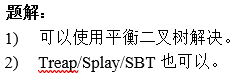 题解：
1) 可以使用平衡二叉树解决。
2) Treap/Splay/SBT 也可以。